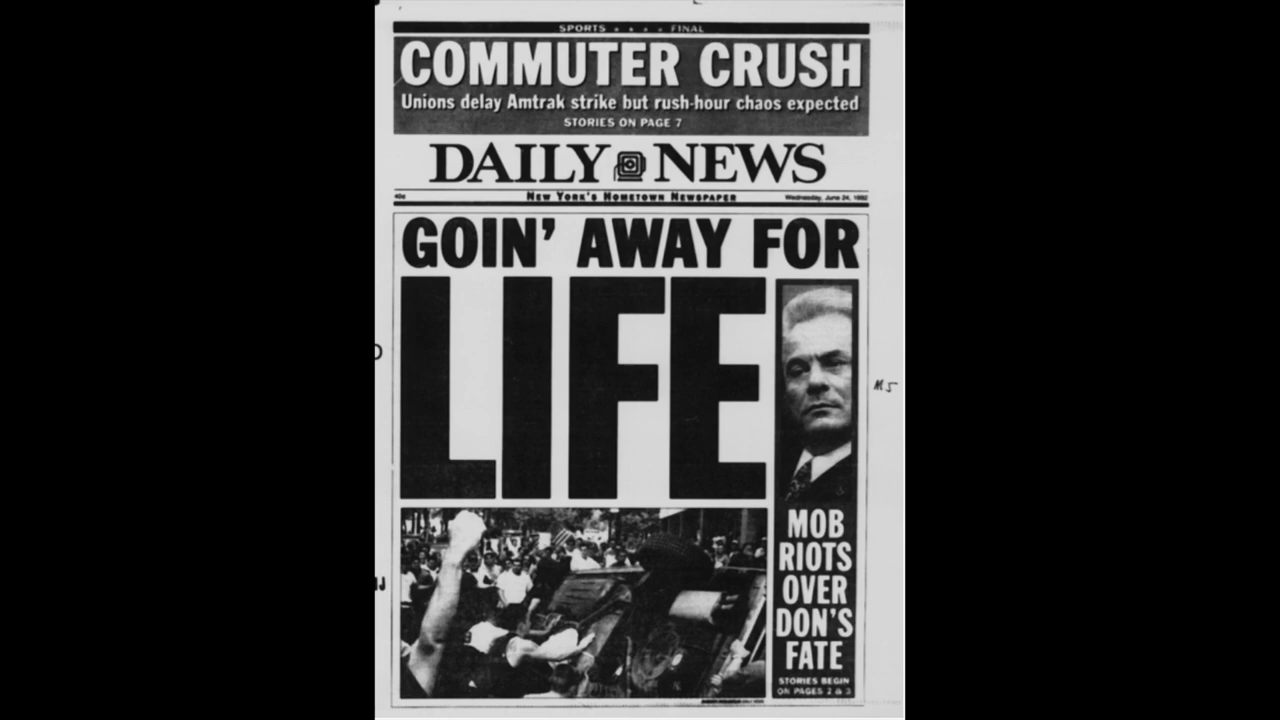 SPORTS ★ ★ ★ ★ FINAL
COMMUTER CRUSH
Unions delay Amtrak strike but rush-hour chaos expected
STORIES ON PAGE 7
DAILY NEWS
40¢ NEW YORK'S HOMETOWN NEWSPAPER Wednesday, June 24, 1992
GOIN' AWAY FOR
LIFE
MOB
RIOTS
OVER
DON'S
FATE
STORIES BEGIN
ON PAGES 2 & 3
M5